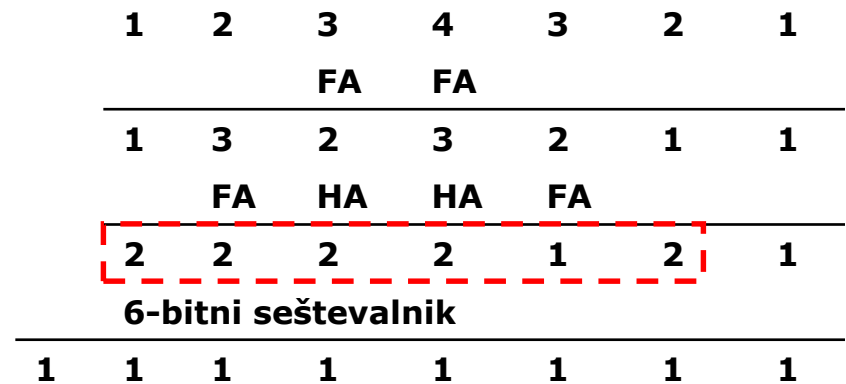 1 2 3 4 3 2 1
FA FA
1 3 2 3 2 1 1
FA HA HA FA
2 2 2 2 1 2 1
6-bitni seštevalnik
1 1 1 1 1 1 1 1